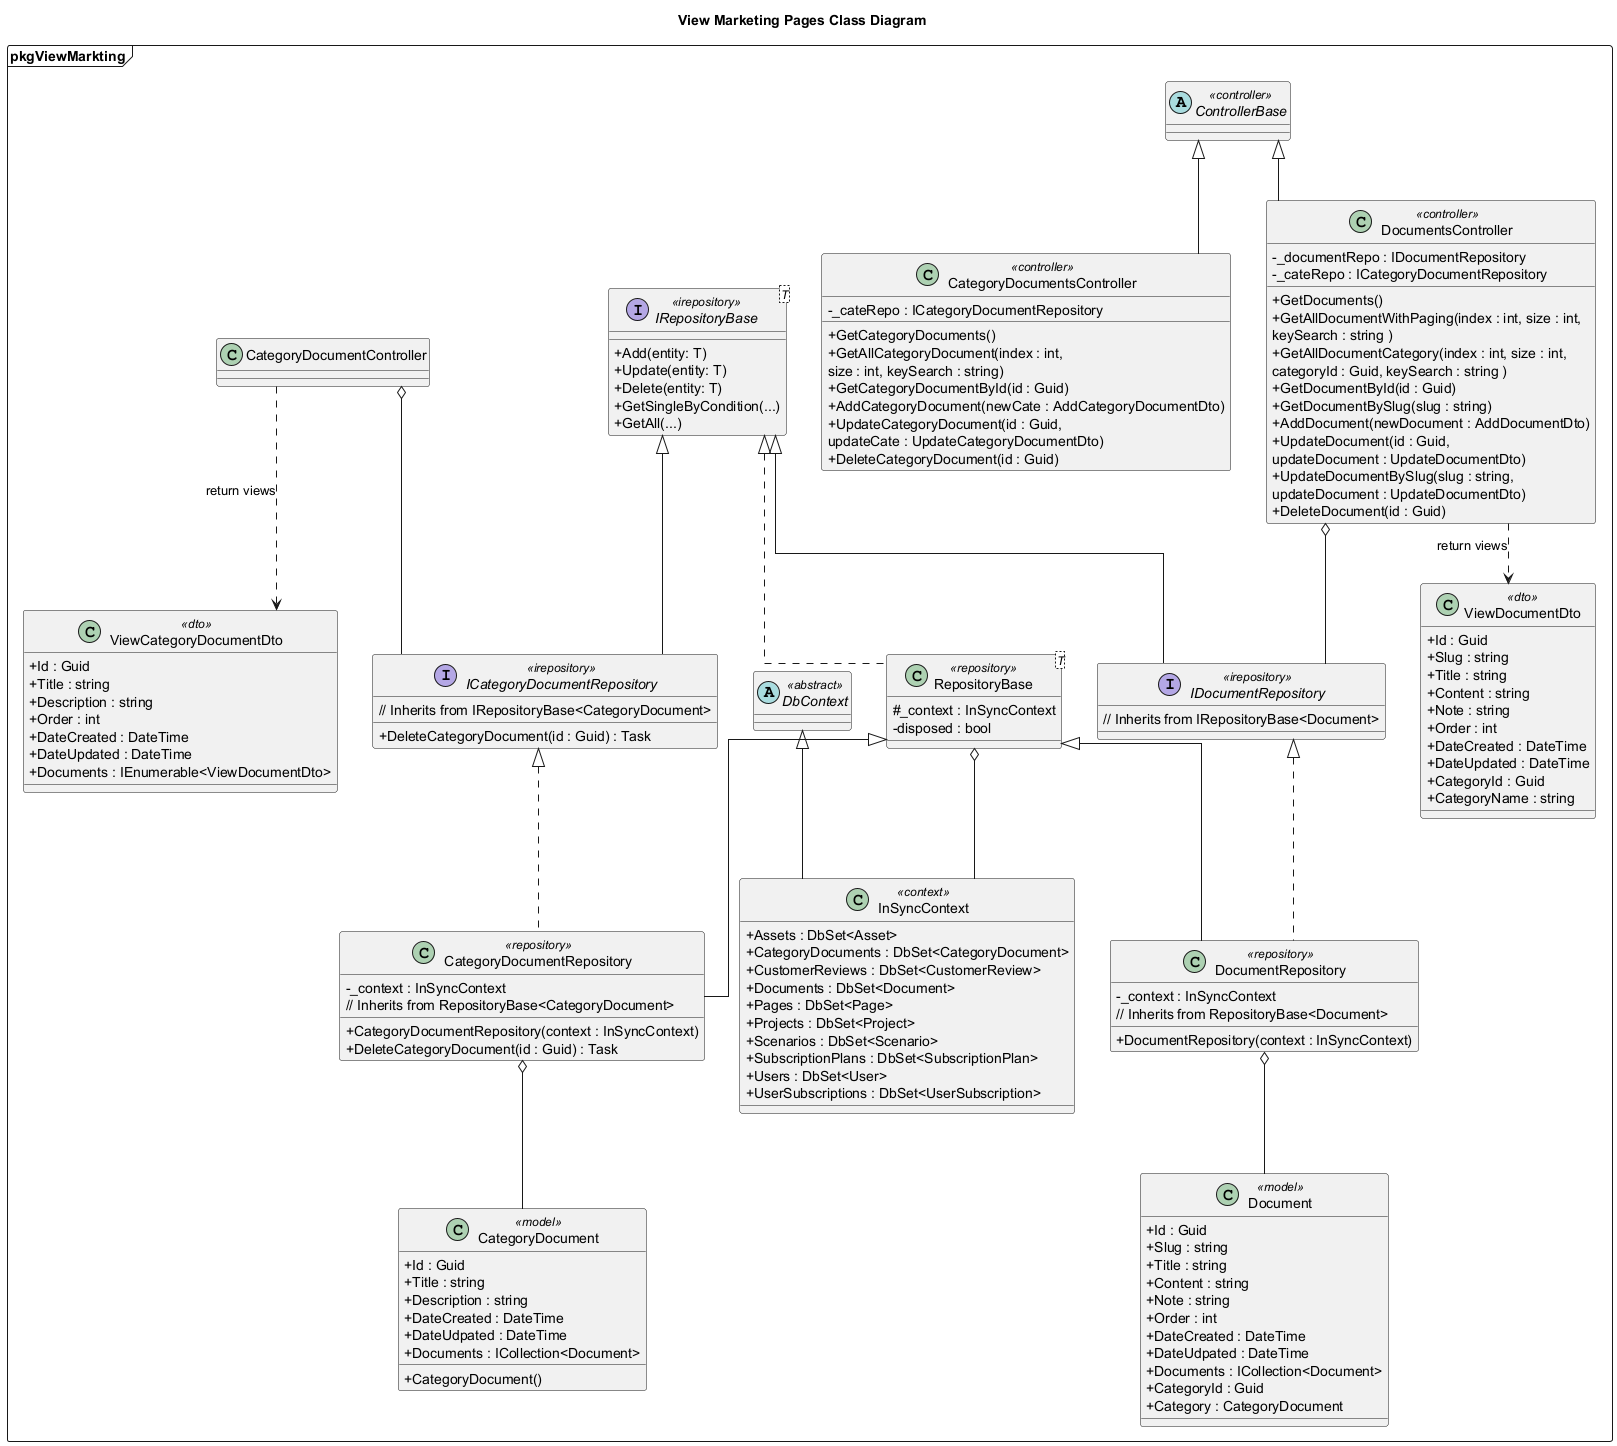 View Marketing Pages Class Diagram
pkgViewMarkting
A
«controller»
ControllerBase
C
«controller»
DocumentsController
-_documentRepo : IDocumentRepository
-_cateRepo : ICategoryDocumentRepository
+GetDocuments()
+GetAllDocumentWithPaging(index : int, size : int,
keySearch : string )
+GetAllDocumentCategory(index : int, size : int,
categoryId : Guid, keySearch : string )
+GetDocumentById(id : Guid)
+GetDocumentBySlug(slug : string)
+AddDocument(newDocument : AddDocumentDto)
+UpdateDocument(id : Guid,
updateDocument : UpdateDocumentDto)
+UpdateDocumentBySlug(slug : string,
updateDocument : UpdateDocumentDto)
+DeleteDocument(id : Guid)
C
«controller»
CategoryDocumentsController
-_cateRepo : ICategoryDocumentRepository
+GetCategoryDocuments()
+GetAllCategoryDocument(index : int,
size : int, keySearch : string)
+GetCategoryDocumentById(id : Guid)
+AddCategoryDocument(newCate : AddCategoryDocumentDto)
+UpdateCategoryDocument(id : Guid,
updateCate : UpdateCategoryDocumentDto)
+DeleteCategoryDocument(id : Guid)
T
I
«irepository»
IRepositoryBase
+Add(entity: T)
+Update(entity: T)
+Delete(entity: T)
+GetSingleByCondition(...)
+GetAll(...)
C
CategoryDocumentController
return views
return views
C
«dto»
ViewCategoryDocumentDto
+Id : Guid
+Title : string
+Description : string
+Order : int
+DateCreated : DateTime
+DateUpdated : DateTime
+Documents : IEnumerable<ViewDocumentDto>
I
«irepository»
ICategoryDocumentRepository
// Inherits from IRepositoryBase<CategoryDocument>
+DeleteCategoryDocument(id : Guid) : Task
A
«abstract»
DbContext
T
C
«repository»
RepositoryBase
#_context : InSyncContext
-disposed : bool
I
«irepository»
IDocumentRepository
// Inherits from IRepositoryBase<Document>
C
«dto»
ViewDocumentDto
+Id : Guid
+Slug : string
+Title : string
+Content : string
+Note : string
+Order : int
+DateCreated : DateTime
+DateUpdated : DateTime
+CategoryId : Guid
+CategoryName : string
C
«repository»
CategoryDocumentRepository
-_context : InSyncContext
// Inherits from RepositoryBase<CategoryDocument>
+CategoryDocumentRepository(context : InSyncContext)
+DeleteCategoryDocument(id : Guid) : Task
C
«context»
InSyncContext
+Assets : DbSet<Asset>
+CategoryDocuments : DbSet<CategoryDocument>
+CustomerReviews : DbSet<CustomerReview>
+Documents : DbSet<Document>
+Pages : DbSet<Page>
+Projects : DbSet<Project>
+Scenarios : DbSet<Scenario>
+SubscriptionPlans : DbSet<SubscriptionPlan>
+Users : DbSet<User>
+UserSubscriptions : DbSet<UserSubscription>
C
«repository»
DocumentRepository
-_context : InSyncContext
// Inherits from RepositoryBase<Document>
+DocumentRepository(context : InSyncContext)
C
«model»
CategoryDocument
+Id : Guid
+Title : string
+Description : string
+DateCreated : DateTime
+DateUdpated : DateTime
+Documents : ICollection<Document>
+CategoryDocument()
C
«model»
Document
+Id : Guid
+Slug : string
+Title : string
+Content : string
+Note : string
+Order : int
+DateCreated : DateTime
+DateUdpated : DateTime
+Documents : ICollection<Document>
+CategoryId : Guid
+Category : CategoryDocument